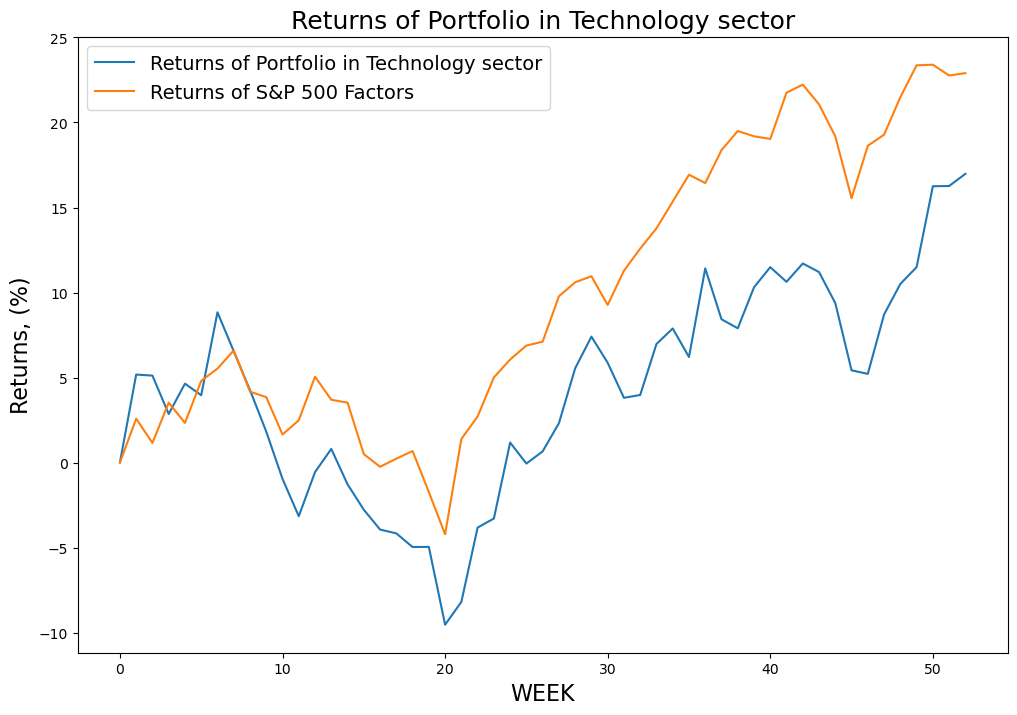 Returns of Portfolio in Technology sector
Returns of Portfolio in Technology sector
Returns of S&P 500 Factors
Returns, (%)
25
20
15
10
5
0
−5
−10
0 10 20 30 40 50
WEEK